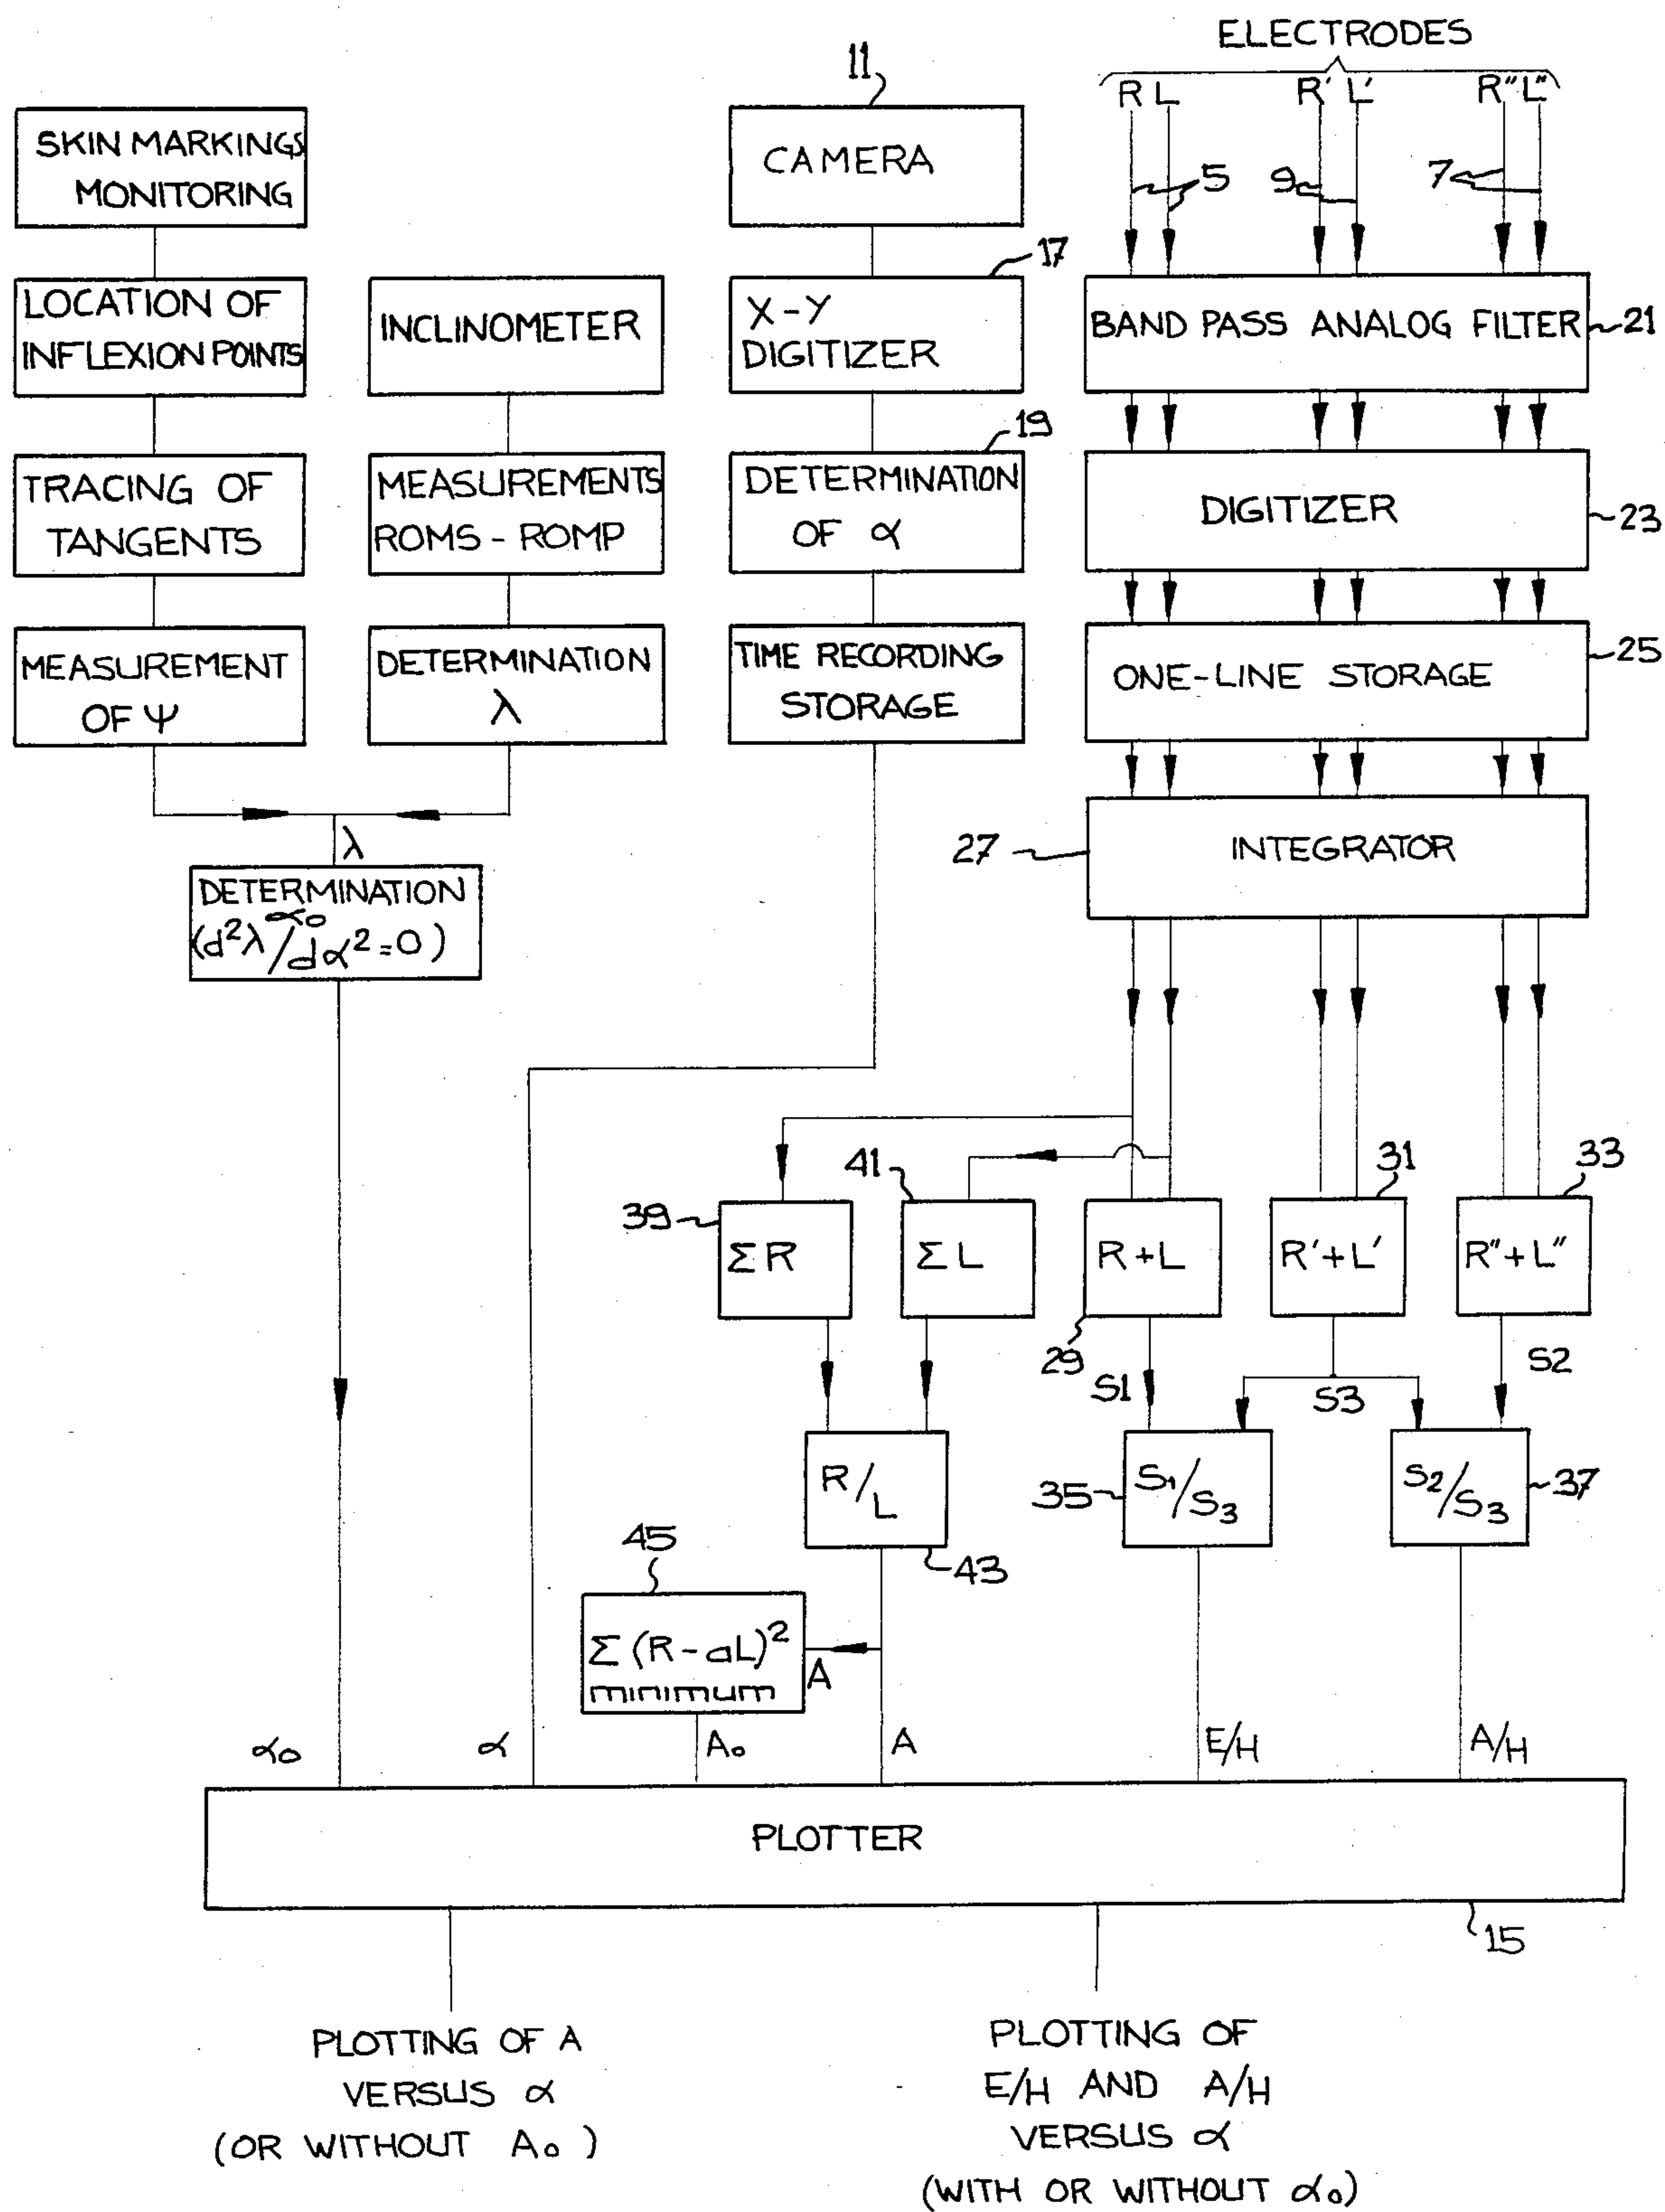 ELECTRODES
11
R L
R' L'
R" L"
SKIN MARKINGS
MONITORING
CAMERA
5
9
7
17
LOCATION OF
INFLEXION POINTS
INCLINOMETER
X-Y
DIGITIZER
BAND PASS ANALOG FILTER
21
19
TRACING OF
TANGENTS
MEASUREMENTS
ROMS - ROMP
DETERMINATION
OF α
DIGITIZER
23
MEASUREMENT
OF Ψ
DETERMINATION
λ
TIME RECORDING
STORAGE
ONE-LINE STORAGE
25
λ
27
INTEGRATOR
DETERMINATION
α₀
(d²λ/dα²=0)
41
31
33
39
ΣR
ΣL
R+L
R'+L'
R"+L"
29
S1
S3
S2
R/L
35
S1/S3
S2/S3
37
45
43
Σ(R-aL)²
minimum
A
α₀
α
A₀
A
E/H
A/H
PLOTTER
15
PLOTTING OF A
VERSUS α
(OR WITHOUT A₀)
PLOTTING OF
E/H AND A/H
VERSUS α
(WITH OR WITHOUT α₀)